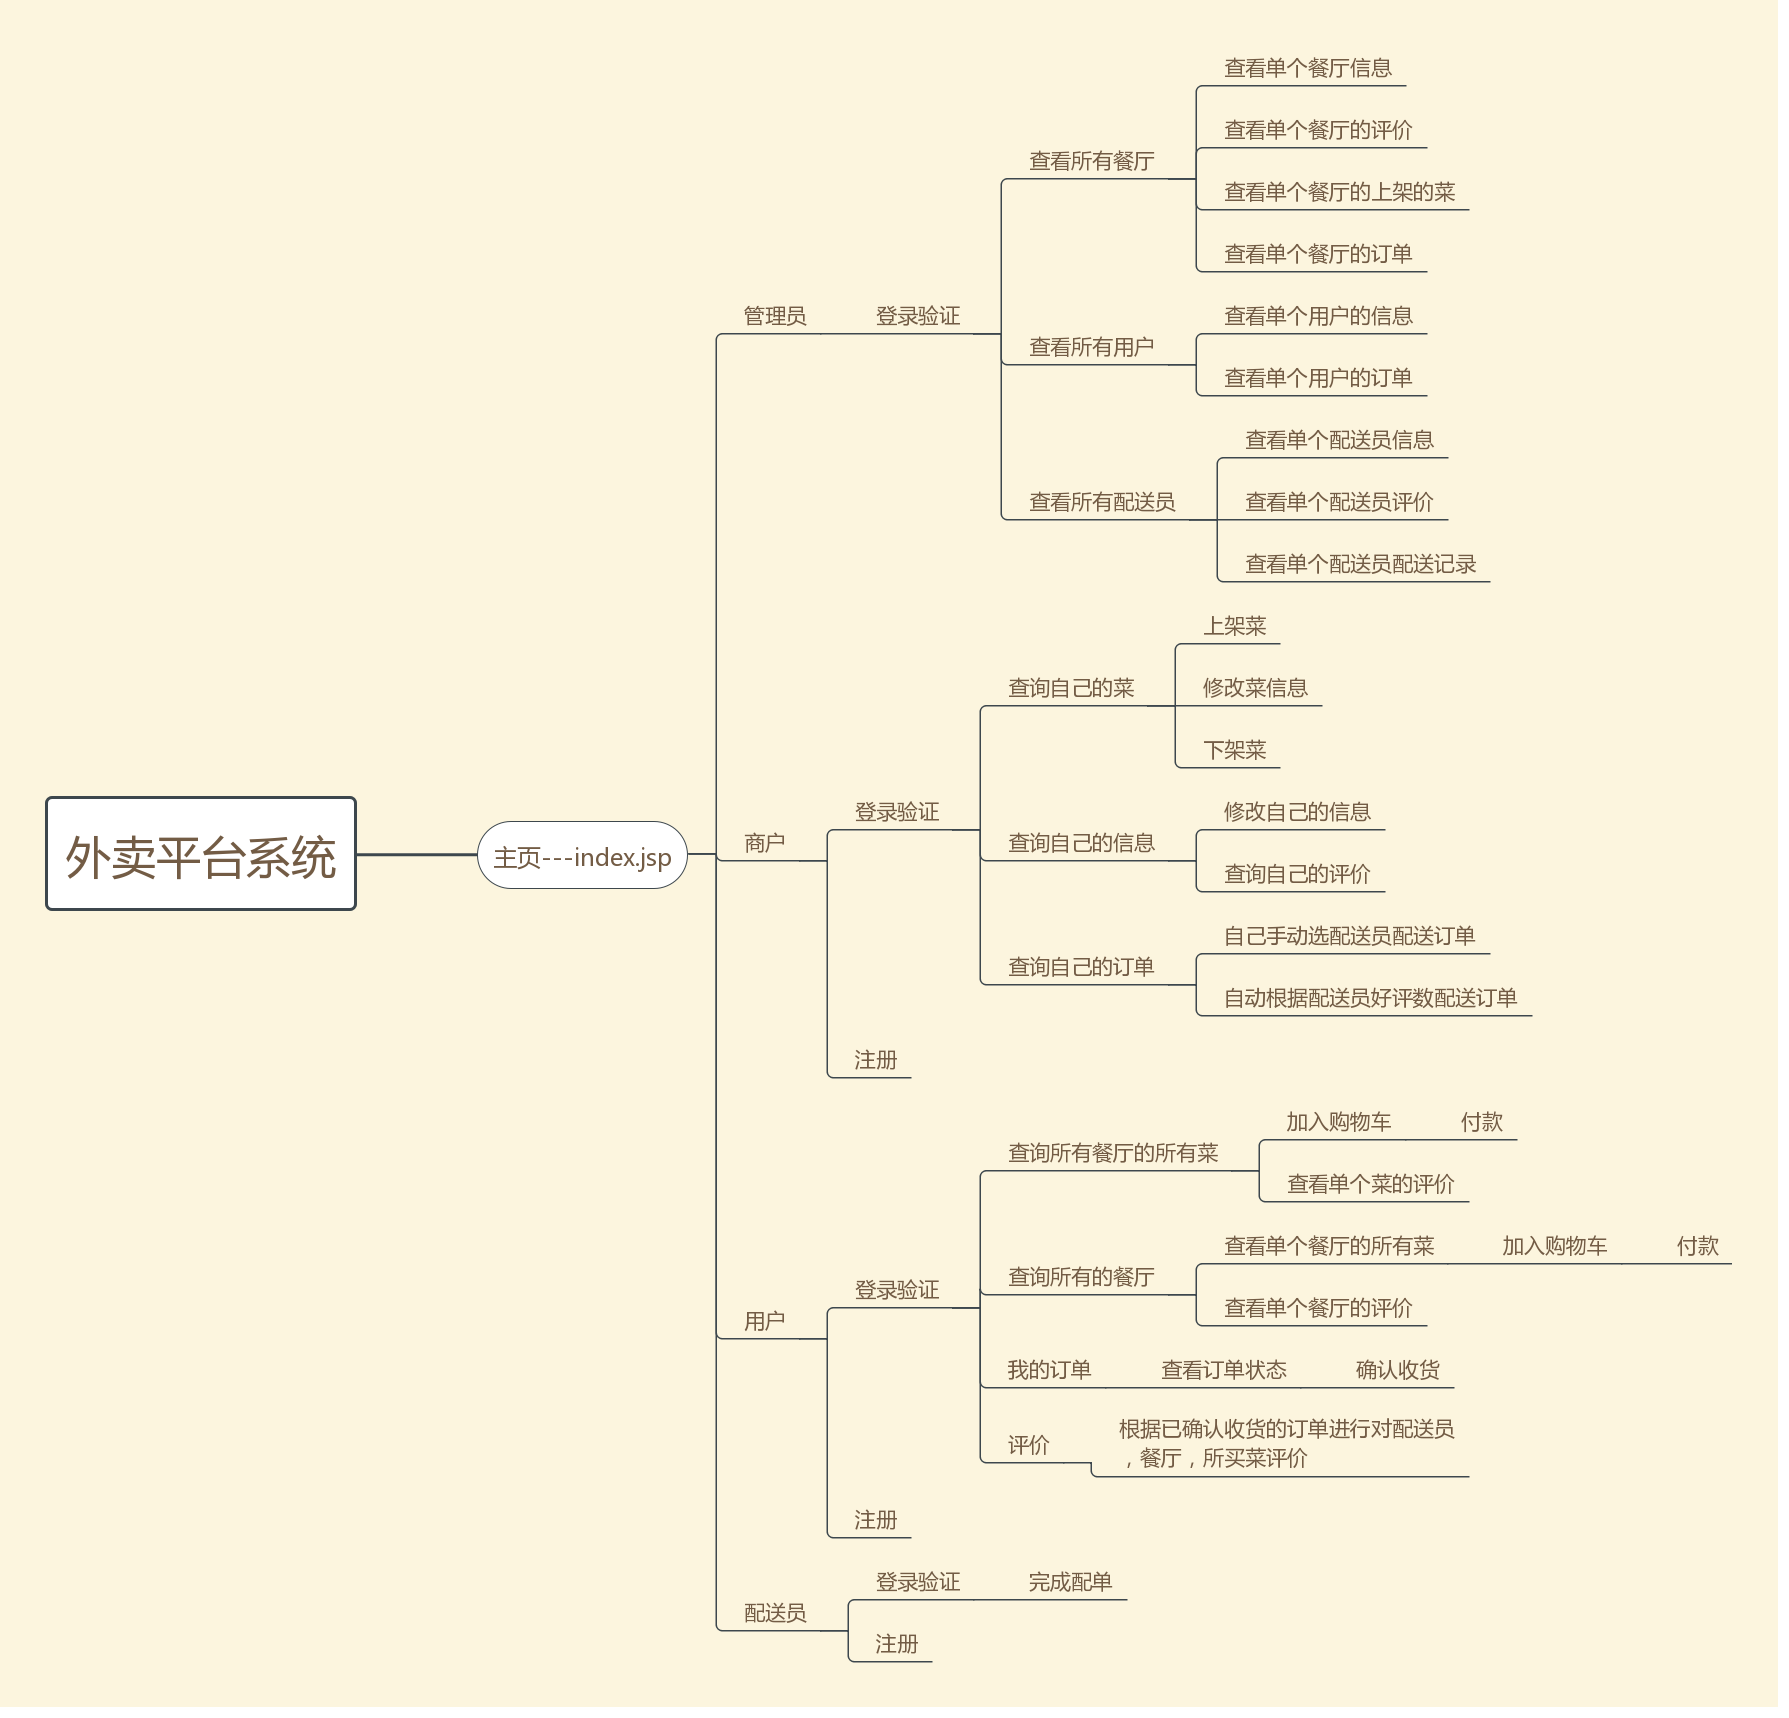 外卖平台系统
主页---index.jsp
管理员
登录验证
查看所有餐厅
查看单个餐厅信息
查看单个餐厅的评价
查看单个餐厅的上架的菜
查看单个餐厅的订单
查看所有用户
查看单个用户的信息
查看单个用户的订单
查看所有配送员
查看单个配送员信息
查看单个配送员评价
查看单个配送员配送记录
商户
登录验证
查询自己的菜
上架菜
修改菜信息
下架菜
查询自己的信息
修改自己的信息
查询自己的评价
查询自己的订单
自己手动选配送员配送订单
自动根据配送员好评数配送订单
注册
用户
登录验证
查询所有餐厅的所有菜
加入购物车
付款
查看单个菜的评价
查询所有的餐厅
查看单个餐厅的所有菜
加入购物车
付款
查看单个餐厅的评价
我的订单
查看订单状态
确认收货
评价
根据已确认收货的订单进行对配送员
，餐厅，所买菜评价
注册
配送员
登录验证
完成配单
注册